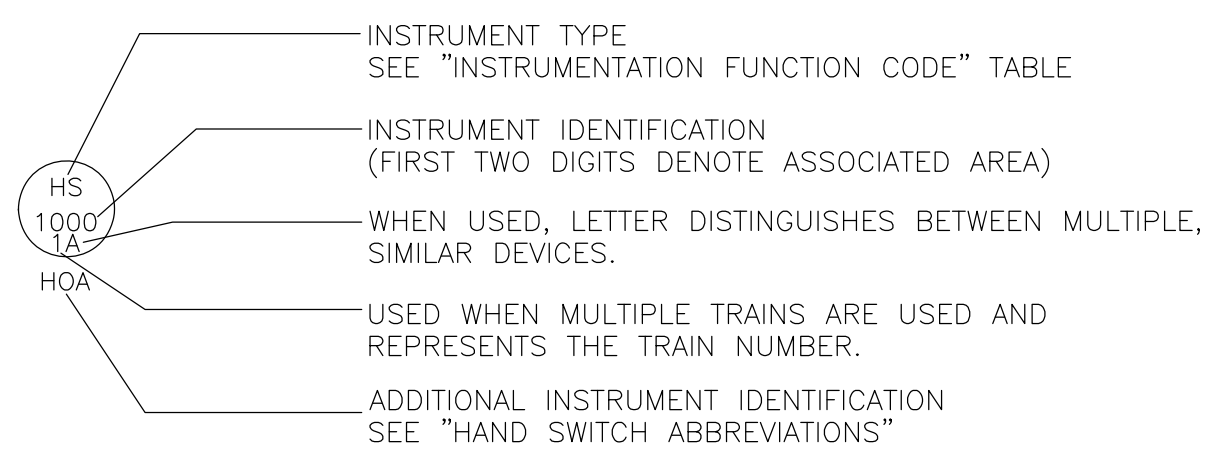 INSTRUMENT TYPE
SEE "INSTRUMENTATION FUNCTION CODE" TABLE
INSTRUMENT IDENTIFICATION
(FIRST TWO DIGITS DENOTE ASSOCIATED AREA)
HS
1000
1A
HOA
WHEN USED, LETTER DISTINGUISHES BETWEEN MULTIPLE,
SIMILAR DEVICES.
USED WHEN MULTIPLE TRAINS ARE USED AND
REPRESENTS THE TRAIN NUMBER.
ADDITIONAL INSTRUMENT IDENTIFICATION
SEE "HAND SWITCH ABBREVIATIONS"